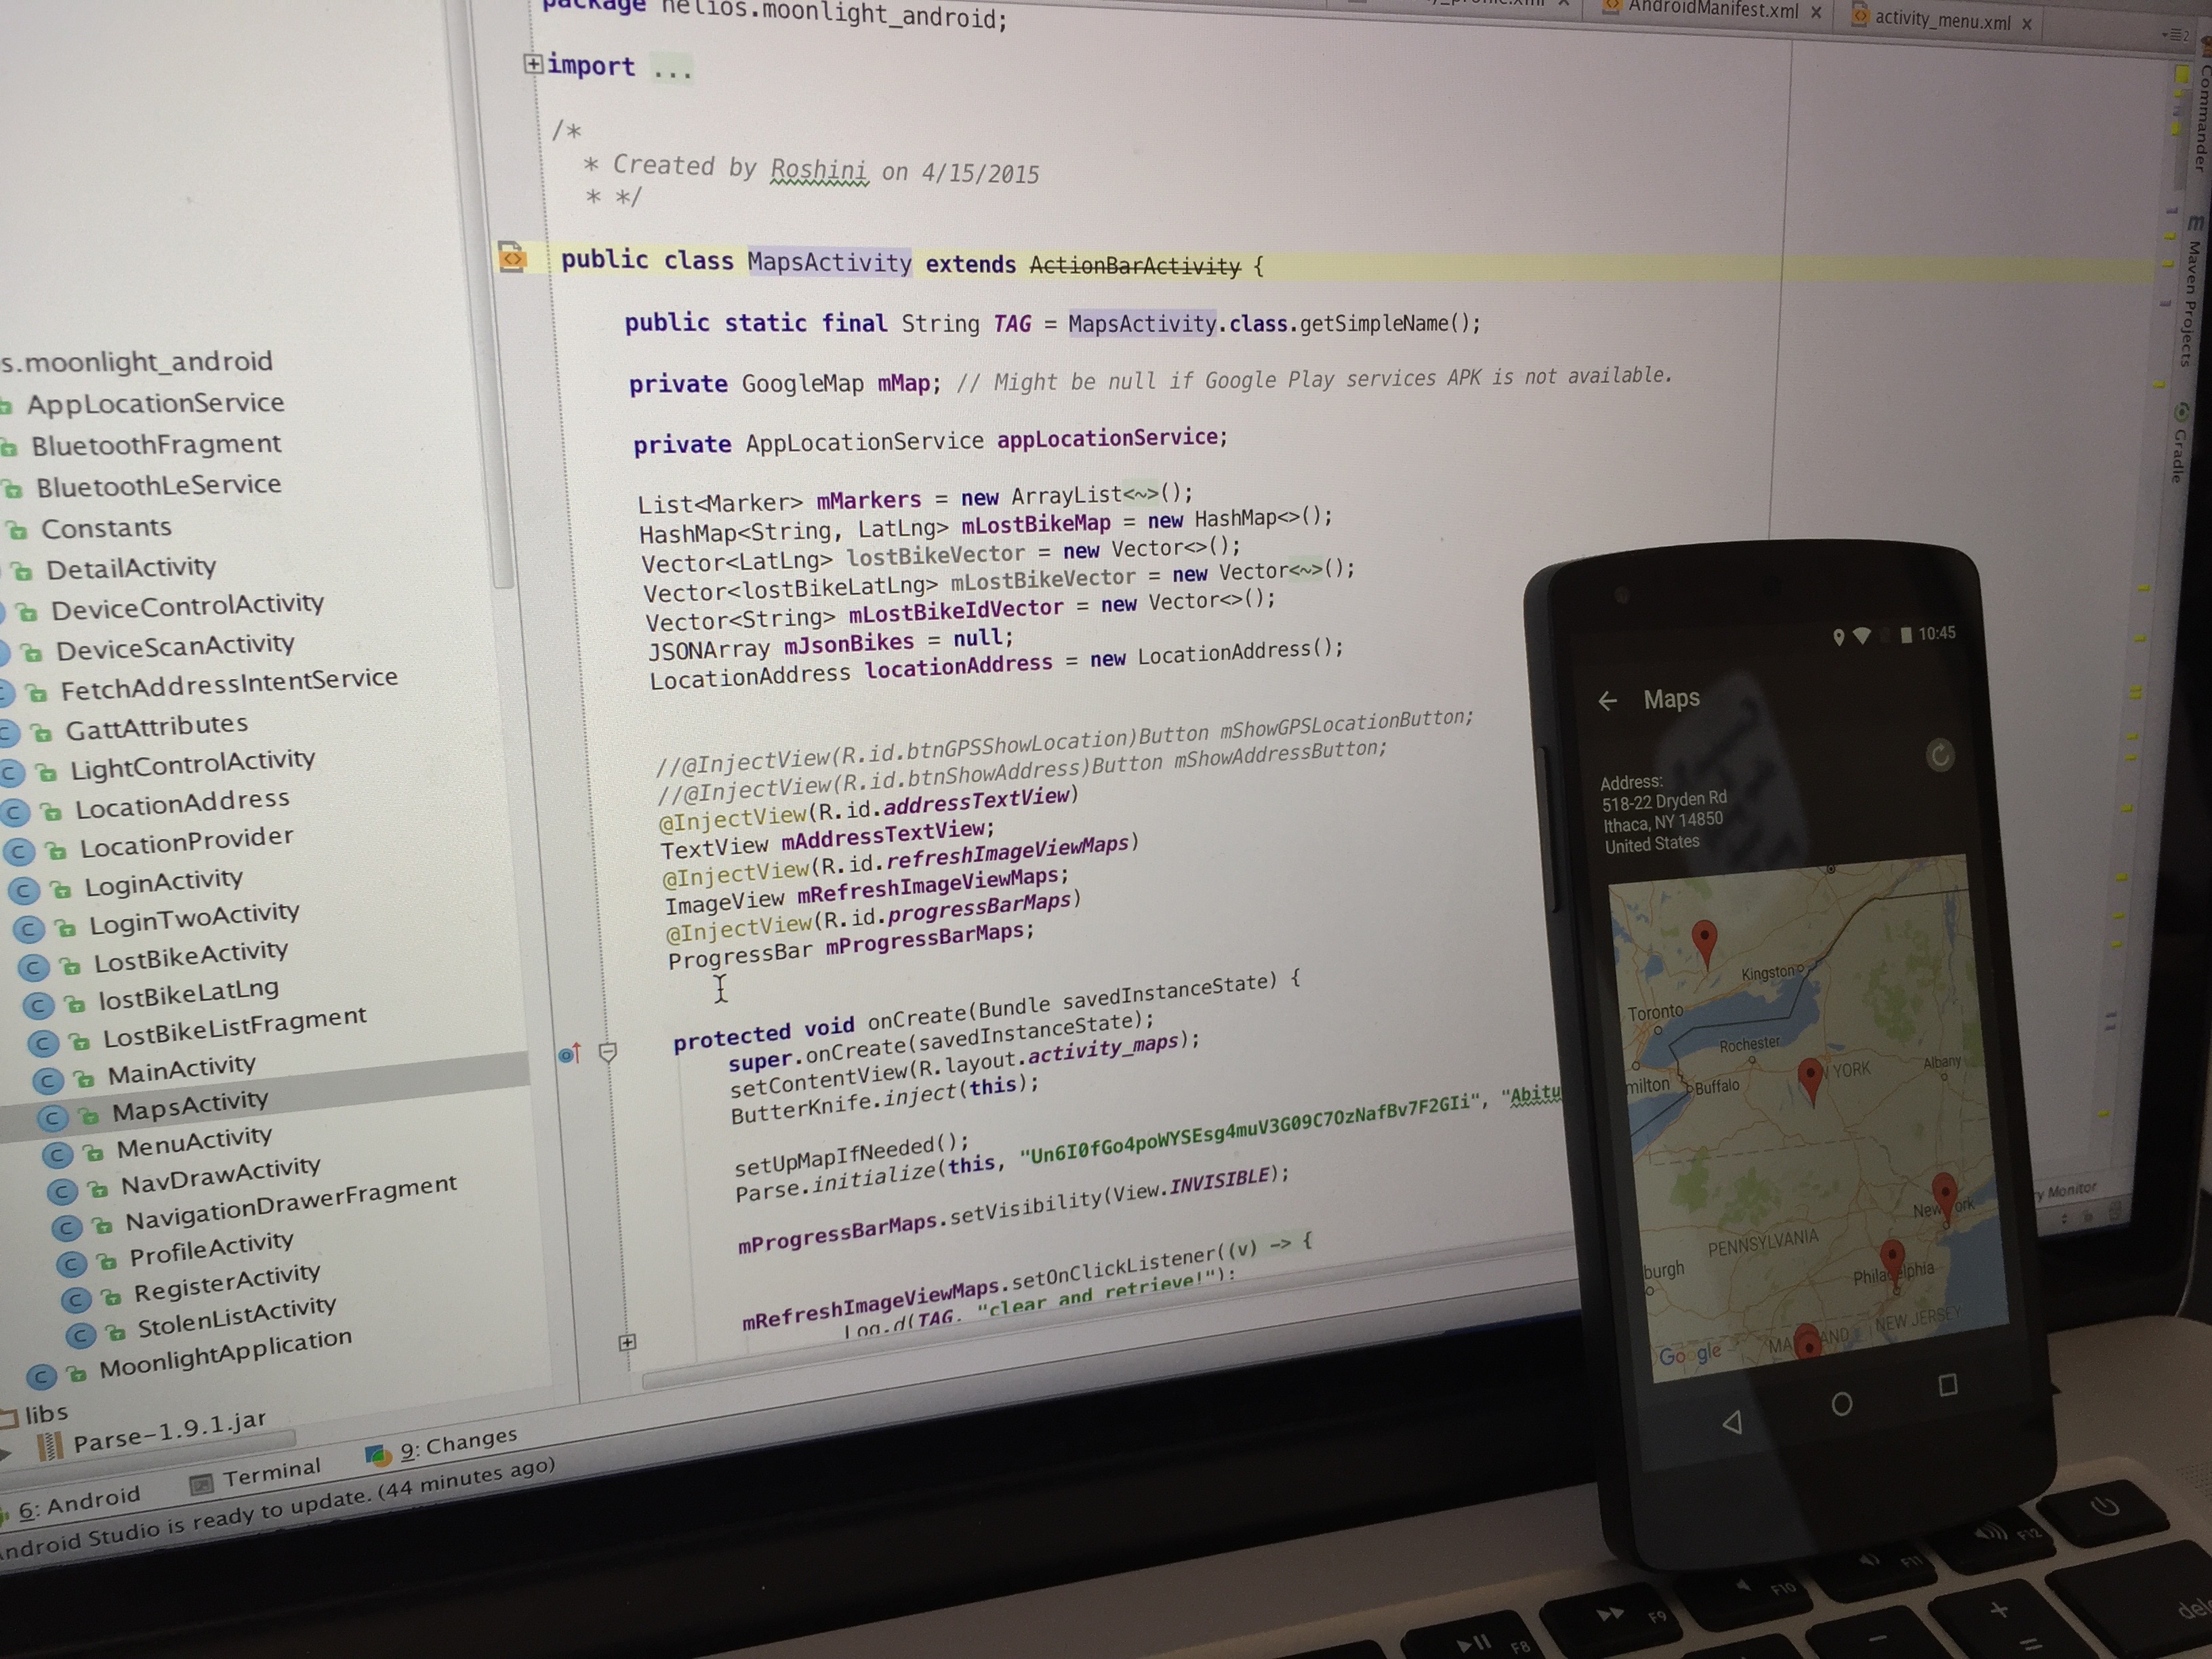 package helios.moonlight_android;
AndroidManifest.xml
activity_menu.xml
import ...
/*
* Created by Roshini on 4/15/2015
* */
public class MapsActivity extends ActionBarActivity {
public static final String TAG = MapsActivity.class.getSimpleName();
private GoogleMap mMap; // Might be null if Google Play services APK is not available.
private AppLocationService appLocationService;
List<Marker> mMarkers = new ArrayList<~>();
HashMap<String, LatLng> mLostBikeMap = new HashMap<>();
Vector<LatLng> lostBikeVector = new Vector<>();
Vector<lostBikeLatLng> mLostBikeVector = new Vector<~>();
Vector<String> mLostBikeIdVector = new Vector<>();
JSONArray mJsonBikes = null;
LocationAddress locationAddress = new LocationAddress();
//@InjectView(R.id.btnGPSShowLocation)Button mShowGPSLocationButton;
//@InjectView(R.id.btnShowAddress)Button mShowAddressButton;
@InjectView(R.id.addressTextView)
TextView mAddressTextView;
@InjectView(R.id.refreshImageViewMaps)
ImageView mRefreshImageViewMaps;
@InjectView(R.id.progressBarMaps)
ProgressBar mProgressBarMaps;
protected void onCreate(Bundle savedInstanceState) {
super.onCreate(savedInstanceState);
setContentView(R.layout.activity_maps);
ButterKnife.inject(this);
setUpMapIfNeeded();
Parse.initialize(this, "Un6I0fGo4poWYSEsg4muV3G09C7OzNafBv7F2GIi", "Abitu
mProgressBarMaps.setVisibility(View.INVISIBLE);
mRefreshImageViewMaps.setOnClickListener((v) -> {
Log.d(TAG, "clear and retrieve!");
s.moonlight_android
AppLocationService
BluetoothFragment
BluetoothLeService
Constants
DetailActivity
DeviceControlActivity
DeviceScanActivity
FetchAddressIntentService
GattAttributes
LightControlActivity
LocationAddress
LocationProvider
LoginActivity
LoginTwoActivity
LostBikeActivity
lostBikeLatLng
LostBikeListFragment
MainActivity
MapsActivity
MenuActivity
NavDrawActivity
NavigationDrawerFragment
ProfileActivity
RegisterActivity
StolenListActivity
MoonlightApplication
libs
Parse-1.9.1.jar
6: Android
Terminal
9: Changes
Android Studio is ready to update. (44 minutes ago)
Commander
Maven Projects
Gradle
y Monitor
10:45
Maps
Address:
518-22 Dryden Rd
Ithaca, NY 14850
United States
Kingston
Toronto
Rochester
milton
Buffalo
YORK
Albany
New York
PENNSYLVANIA
burgh
Philadelphia
MARYLAND
NEW JERSEY
Google
F8
F9
F10
F11
F12
+
=
-